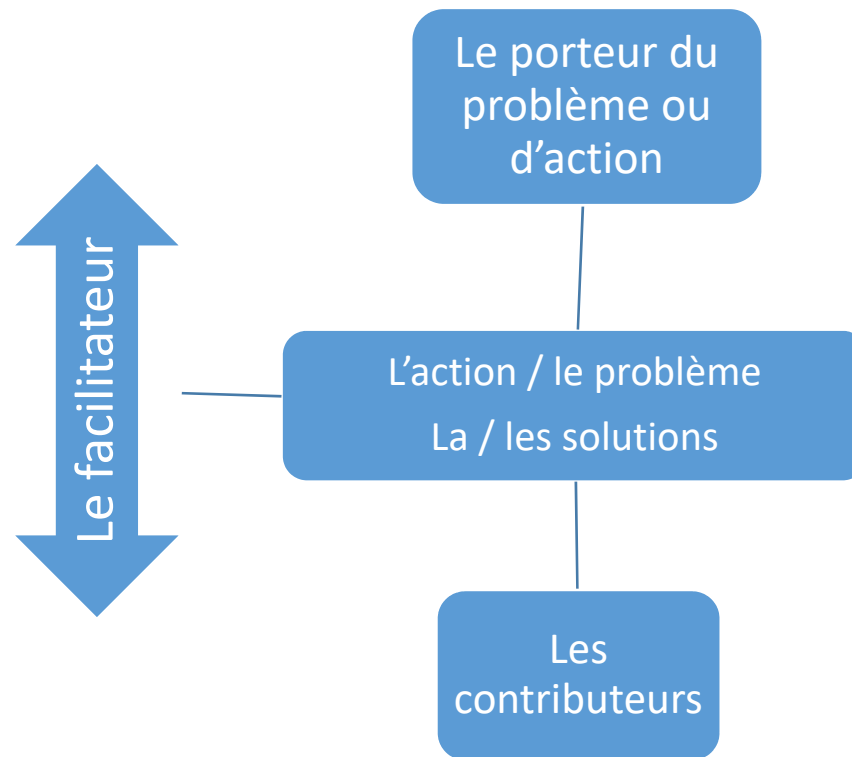 Le porteur du
problème ou
d’action
Le facilitateur
L’action / le problème
La / les solutions
Les
contributeurs